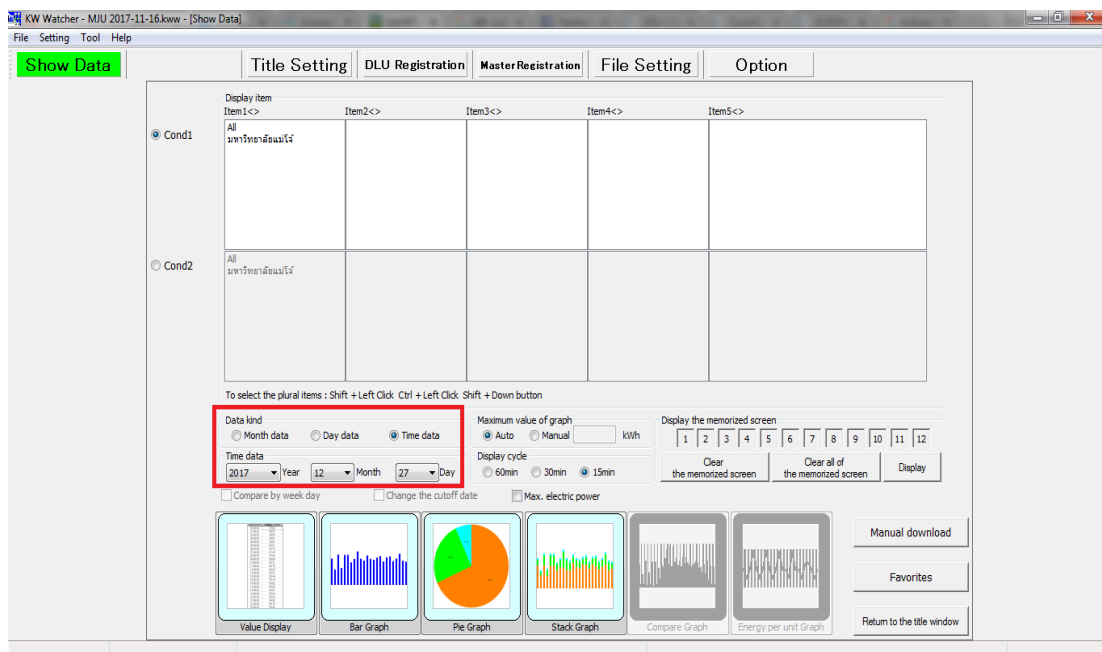 KW Watcher - MJU 2017-11-16.kww - [Show Data]
File Setting Tool Help
Show Data Title Setting DLU Registration MasterRegistration File Setting Option
Display item
Item1<> Item2<> Item3<> Item4<> Item5<>
Cond1
All
มหาวิทยาลัยแม่โจ้
Cond2
All
มหาวิทยาลัยแม่โจ้
To select the plural items : Shift + Left Click Ctrl + Left Click Shift + Down button
Data kind
Month data Day data Time data
Time data
2017 Year 12 Month 27 Day
Maximum value of graph
Auto Manual kWh
Display cycle
60min 30min 15min
Display the memorized screen
1 2 3 4 5 6 7 8 9 10 11 12
Clear
the memorized screen
Clear all of
the memorized screen
Display
Compare by week day Change the cutoff date Max. electric power
Value Display Bar Graph Pie Graph Stack Graph Compare Graph Energy per unit Graph
Manual download
Favorites
Return to the title window